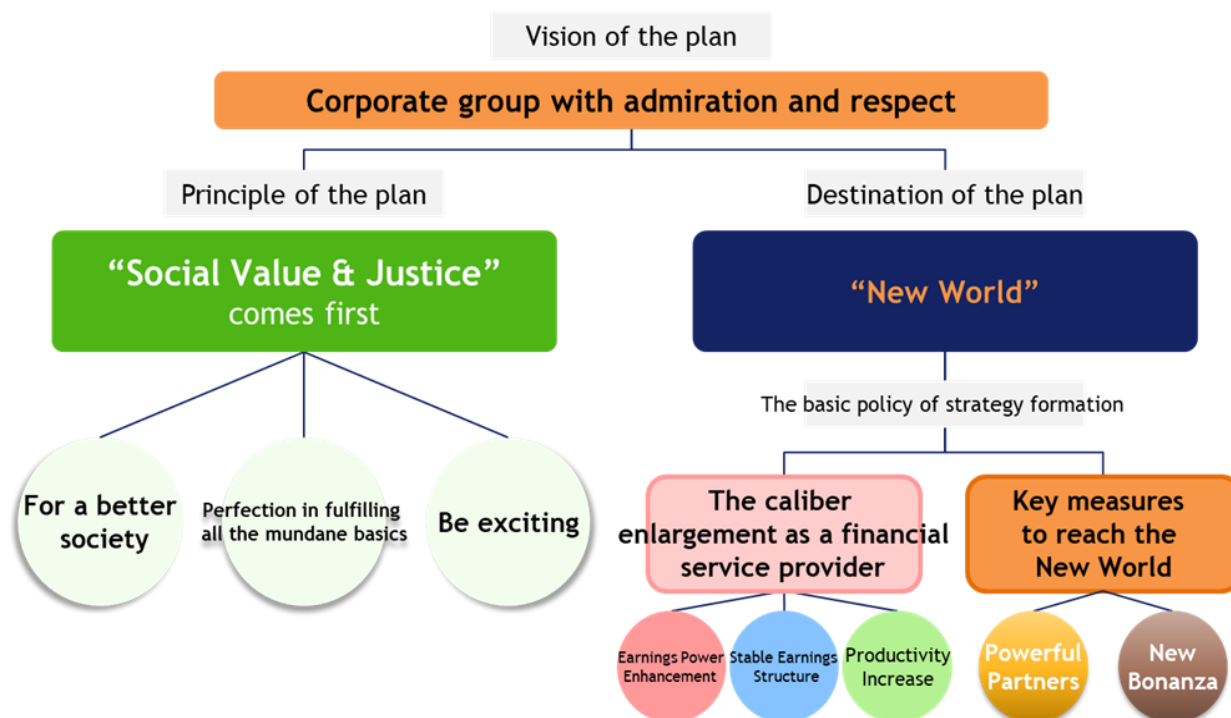 Vision of the plan
Corporate group with admiration and respect
Principle of the plan
Destination of the plan
“Social Value & Justice”
comes first
“New World”
The basic policy of strategy formation
For a better
society
Perfection in fulfilling
all the mundane basics
Be exciting
The caliber
enlargement as a financial
service provider
Key measures
to reach the
New World
Earnings Power
Enhancement
Stable Earnings
Structure
Productivity
Increase
Powerful
Partners
New
Bonanza